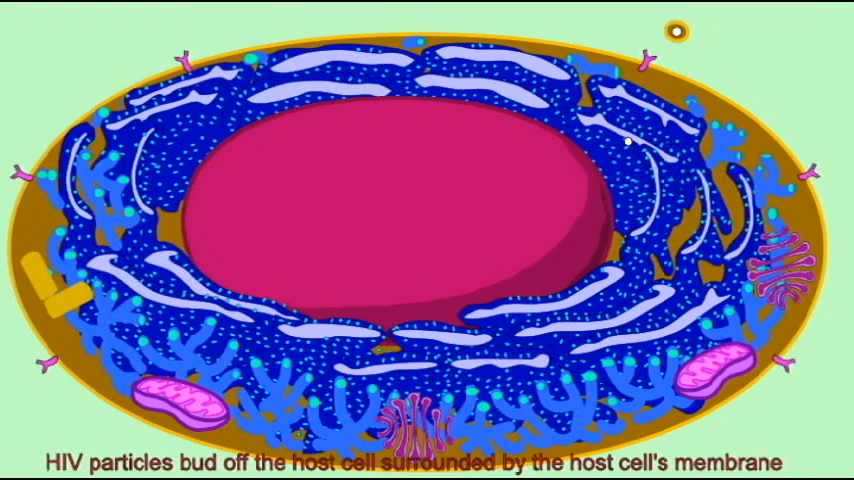 HIV particles bud off the host cell surrounded by the host cell's membrane